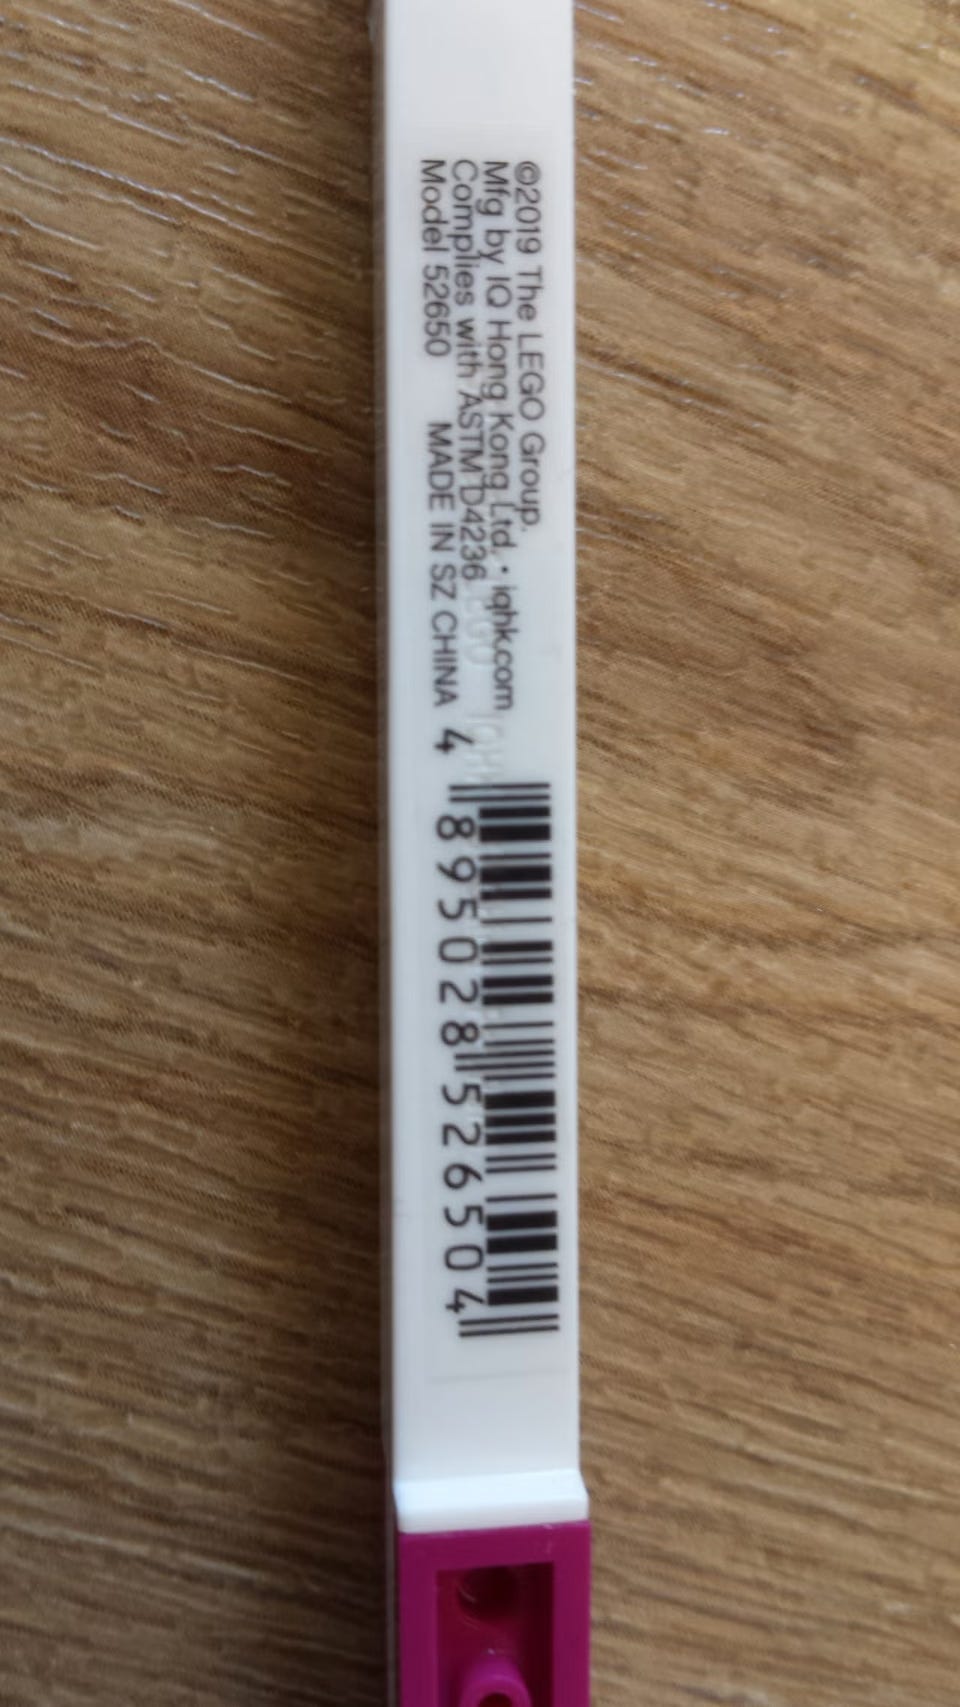 ©2019 The LEGO Group.
Mfg by IQ Hong Kong Ltd. • iqhk.com
Complies with ASTM D4236
Model 52650 MADE IN SZ CHINA
4 895028 526504